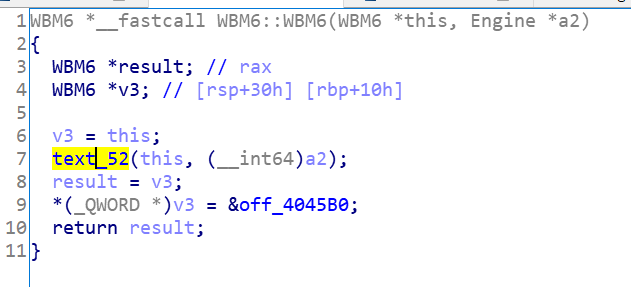 1 WBM6 *__fastcall WBM6::WBM6(WBM6 *this, Engine *a2)
2 {
3 WBM6 *result; // rax
4 WBM6 *v3; // [rsp+30h] [rbp+10h]
5
6 v3 = this;
7 text_52(this, (__int64)a2);
8 result = v3;
9 *(_QWORD *)v3 = &off_4045B0;
10 return result;
11 }